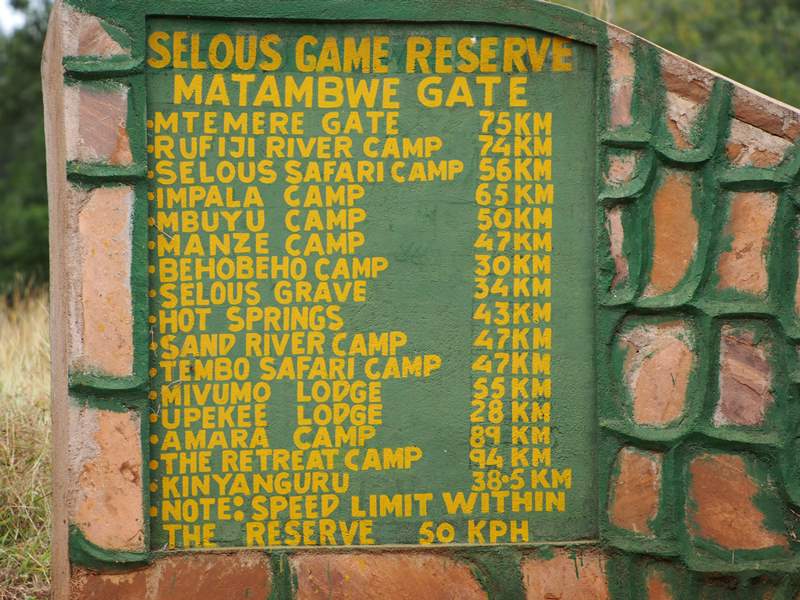 SELOUS GAME RESERVE
MATAMBWE GATE
• MTEMERE GATE 75KM
• RUFIJI RIVER CAMP 74KM
• SELOUS SAFARI CAMP 56KM
• IMPALA CAMP 65KM
• MBUYU CAMP 50KM
• MANZE CAMP 47KM
• BEHOBEHO CAMP 30KM
• SELOUS GRAVE 34KM
• HOT SPRINGS 43KM
• SAND RIVER CAMP 47KM
• TEMBO SAFARI CAMP 47KM
• MIVUMO LODGE 55KM
• UPEKEE LODGE 28KM
• AMARA CAMP 89KM
• THE RETREAT CAMP 94KM
• KINYANGURU 38.5KM
• NOTE: SPEED LIMIT WITHIN
THE RESERVE 50 KPH